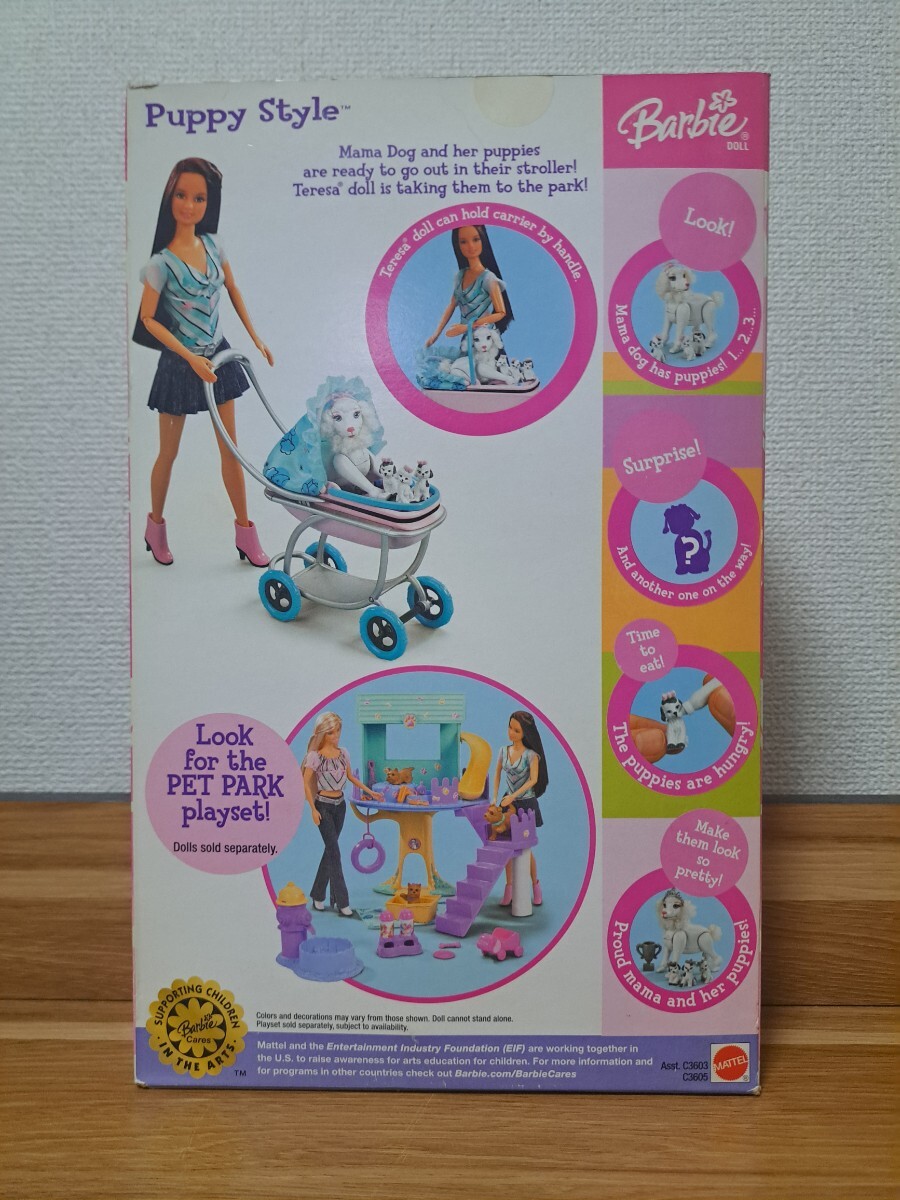 Puppy Style™
Mama Dog and her puppies
are ready to go out in their stroller!
Teresa® doll is taking them to the park!
Teresa® doll can hold carrier by handle.
Look
for the
PET PARK
playset!
Dolls sold separately.
Barbie®
DOLL
Look!
Mama dog has puppies! 1... 2...3...
Surprise!
?
And another one on the way!
Time
to
eat!
The puppies are hungry!
Make
them look
so
pretty!
Proud mama and her puppies!
SUPPORTING CHILDREN
Barbie
Cares
IN THE ARTS
TM
Colors and decorations may vary from those shown. Doll cannot stand alone.
Playset sold separately, subject to availability.
Mattel and the Entertainment Industry Foundation (EIF) are working together in
the U.S. to raise awareness for arts education for children. For more information and
for programs in other countries check out Barbie.com/BarbieCares
Asst. C3603
C3605
MATTEL
®